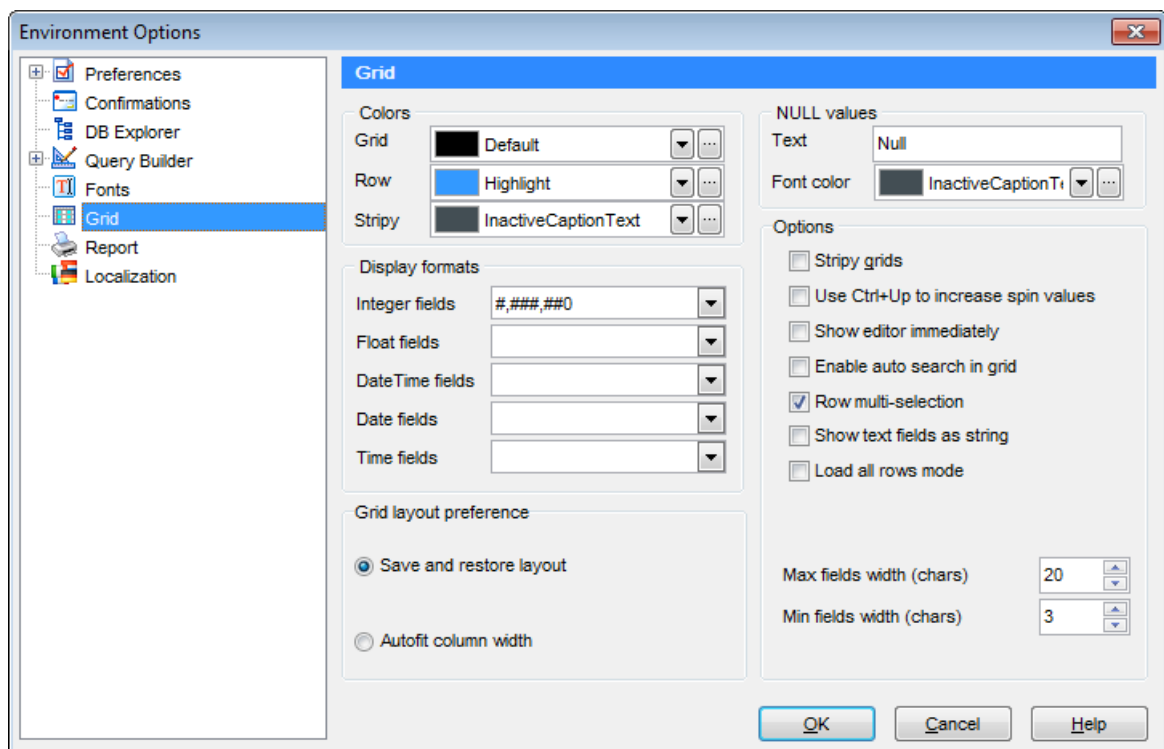 Environment Options
Preferences
Confirmations
DB Explorer
Query Builder
Fonts
Grid
Report
Localization
Grid
Colors
Grid Default
Row Highlight
Stripy InactiveCaptionText
Display formats
Integer fields #,###,##0
Float fields
DateTime fields
Date fields
Time fields
Grid layout preference
Save and restore layout
Autofit column width
NULL values
Text Null
Font color InactiveCaptionTe
Options
Stripy grids
Use Ctrl+Up to increase spin values
Show editor immediately
Enable auto search in grid
Row multi-selection
Show text fields as string
Load all rows mode
Max fields width (chars) 20
Min fields width (chars) 3
OK Cancel Help